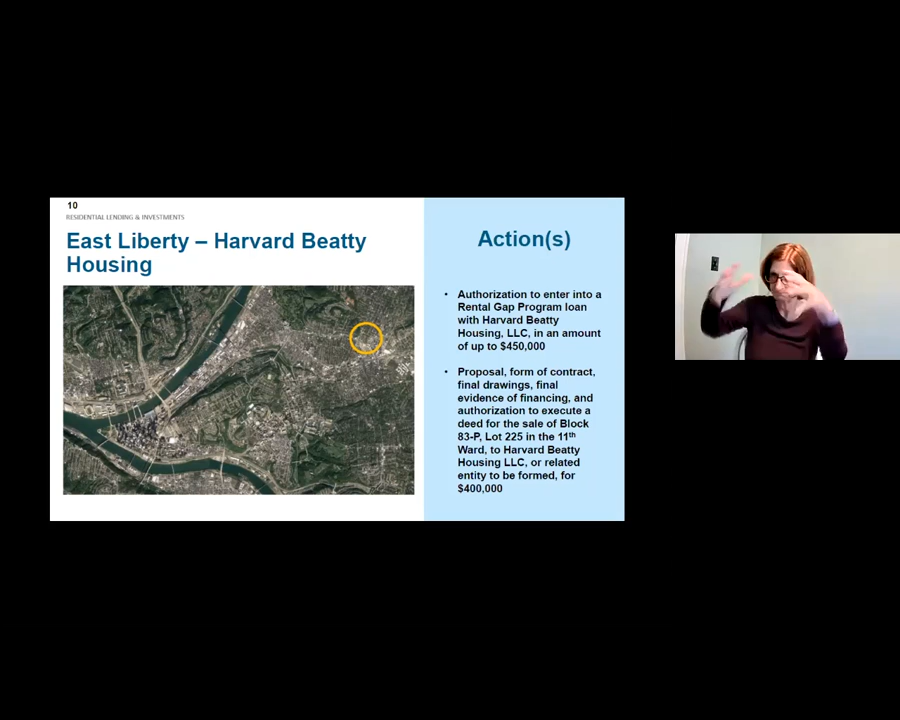 10
RESIDENTIAL LENDING & INVESTMENTS
East Liberty – Harvard Beatty
Housing
Action(s)
• Authorization to enter into a
Rental Gap Program loan
with Harvard Beatty
Housing, LLC, in an amount
of up to $450,000
• Proposal, form of contract,
final drawings, final
evidence of financing, and
authorization to execute a
deed for the sale of Block
83-P, Lot 225 in the 11th
Ward, to Harvard Beatty
Housing LLC, or related
entity to be formed, for
$400,000